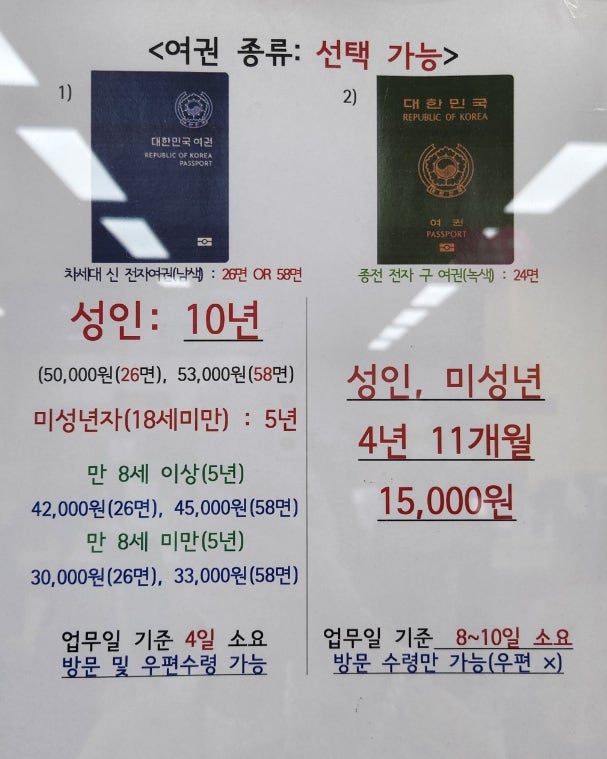 <여권 종류: 선택 가능>
1)
대한민국 여권
REPUBLIC OF KOREA
PASSPORT
차세대 신 전자여권(남색) : 26면 OR 58면
성인: 10년
(50,000원(26면), 53,000원(58면)
미성년자(18세미만) : 5년
만 8세 이상(5년)
42,000원(26면), 45,000원(58면)
만 8세 미만(5년)
30,000원(26면), 33,000원(58면)
업무일 기준 4일 소요
방문 및 우편수령 가능
2)
대한민국
REPUBLIC OF KOREA
여권
PASSPORT
종전 전자 구 여권(녹색) : 24면
성인, 미성년
4년 11개월
15,000원
업무일 기준 8~10일 소요
방문 수령만 가능(우편 ×)